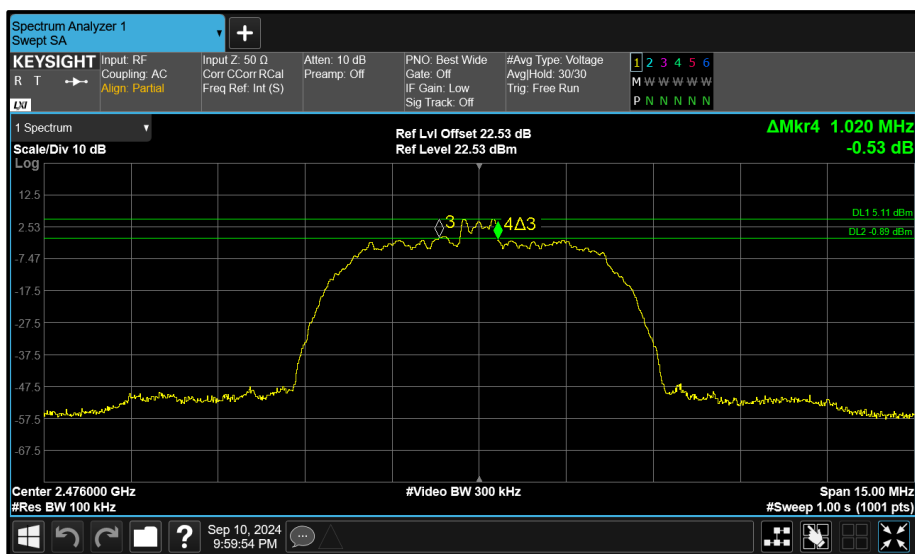 Spectrum Analyzer 1
Swept SA
+
KEYSIGHT
R T
LXI
Input: RF
Coupling: AC
Align: Partial
Input Z: 50 Ω
Corr CCorr RCal
Freq Ref: Int (S)
Atten: 10 dB
Preamp: Off
PNO: Best Wide
Gate: Off
IF Gain: Low
Sig Track: Off
#Avg Type: Voltage
Avg|Hold: 30/30
Trig: Free Run
1 2 3 4 5 6
M W W W W W
P N N N N N
1 Spectrum
Scale/Div 10 dB
Log
Ref Lvl Offset 22.53 dB
Ref Level 22.53 dBm
ΔMkr4 1.020 MHz
-0.53 dB
12.5
2.53
-7.47
-17.5
-27.5
-37.5
-47.5
-57.5
-67.5
3
4Δ3
DL1 5.11 dBm
DL2 -0.89 dBm
Center 2.476000 GHz
#Res BW 100 kHz
#Video BW 300 kHz
Span 15.00 MHz
#Sweep 1.00 s (1001 pts)
?
Sep 10, 2024
9:59:54 PM